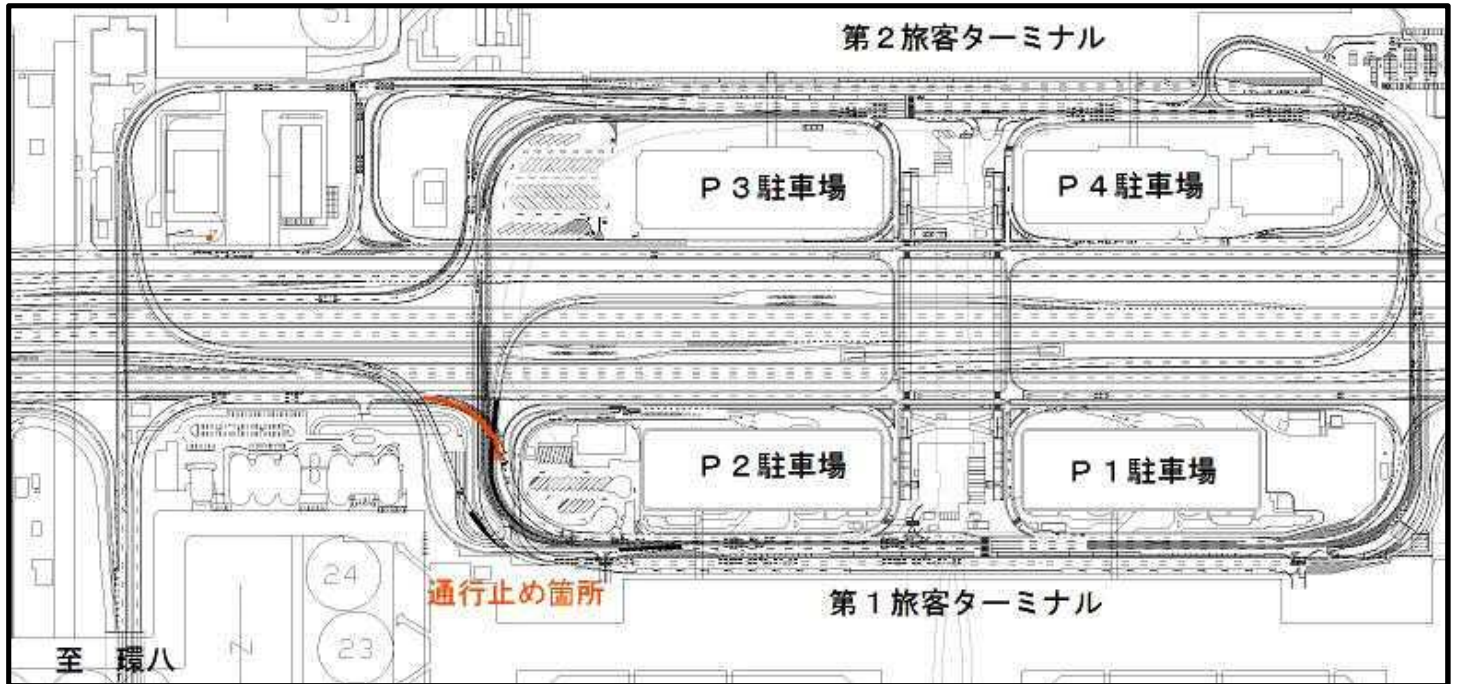 51
第２旅客ターミナル
Ｐ３駐車場
Ｐ４駐車場
Ｐ２駐車場
Ｐ１駐車場
24
通行止め箇所
第１旅客ターミナル
至 環八
N
23